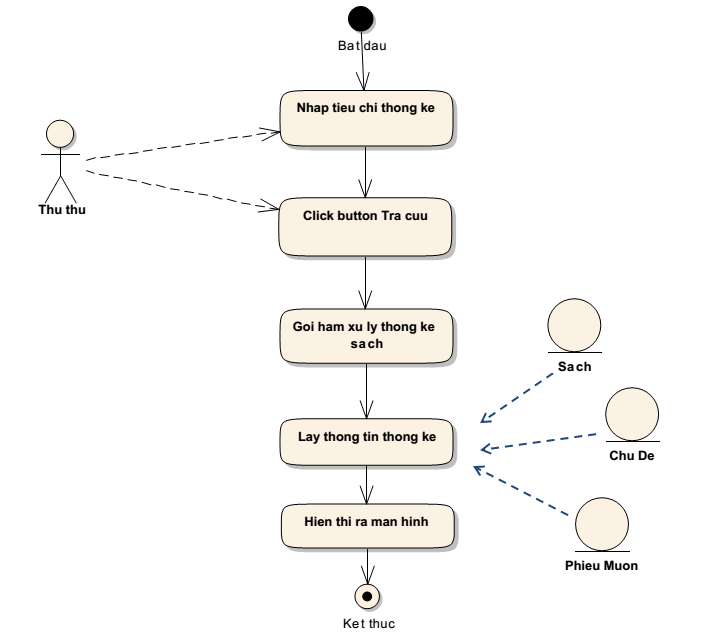 Bat dau
Nhap tieu chi thong ke
Thu thu
Click button Tra cuu
Goi ham xu ly thong ke
sach
Sach
Lay thong tin thong ke
Chu De
Hien thi ra man hinh
Phieu Muon
Ket thuc